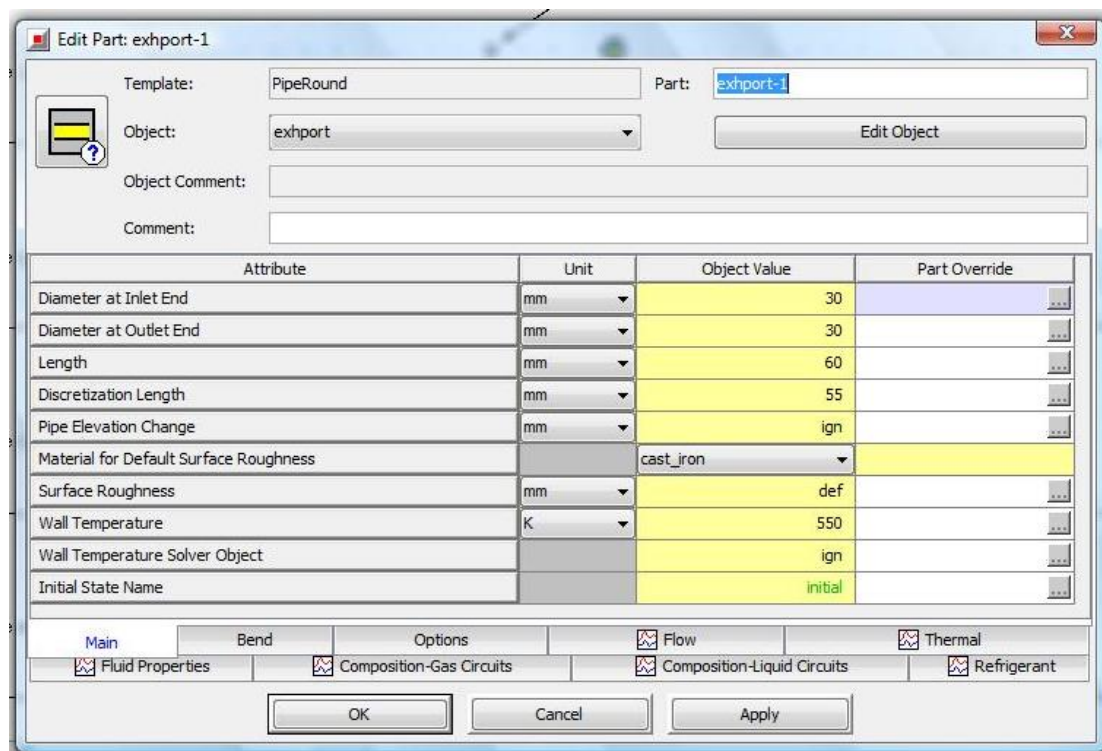 Edit Part: exhport-1
Template: PipeRound Part: exhport-1
Object: exhport Edit Object
Object Comment:
Comment:
Attribute Unit Object Value Part Override
Diameter at Inlet End mm 30 ...
Diameter at Outlet End mm 30 ...
Length mm 60 ...
Discretization Length mm 55 ...
Pipe Elevation Change mm ign ...
Material for Default Surface Roughness cast_iron
Surface Roughness mm def ...
Wall Temperature K 550 ...
Wall Temperature Solver Object ign ...
Initial State Name initial ...
Main Bend Options Flow Thermal
Fluid Properties Composition-Gas Circuits Composition-Liquid Circuits Refrigerant
OK Cancel Apply